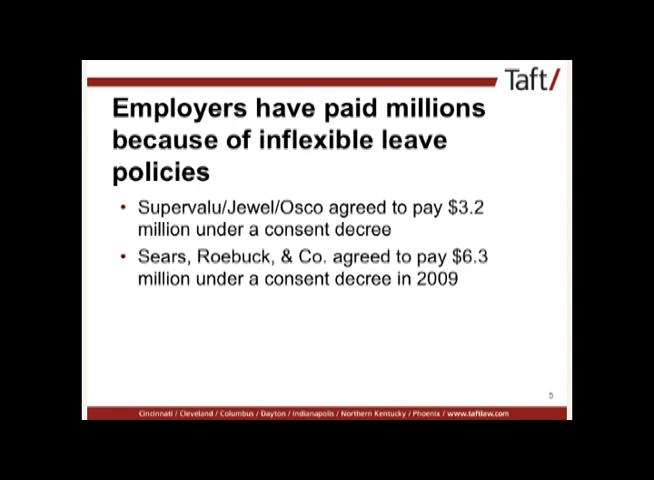 Taft/
Employers have paid millions
because of inflexible leave
policies
• Supervalu/Jewel/Osco agreed to pay $3.2
million under a consent decree
• Sears, Roebuck, & Co. agreed to pay $6.3
million under a consent decree in 2009
5
Cincinnati / Cleveland / Columbus / Dayton / Indianapolis / Northern Kentucky / Phoenix / www.taftlaw.com